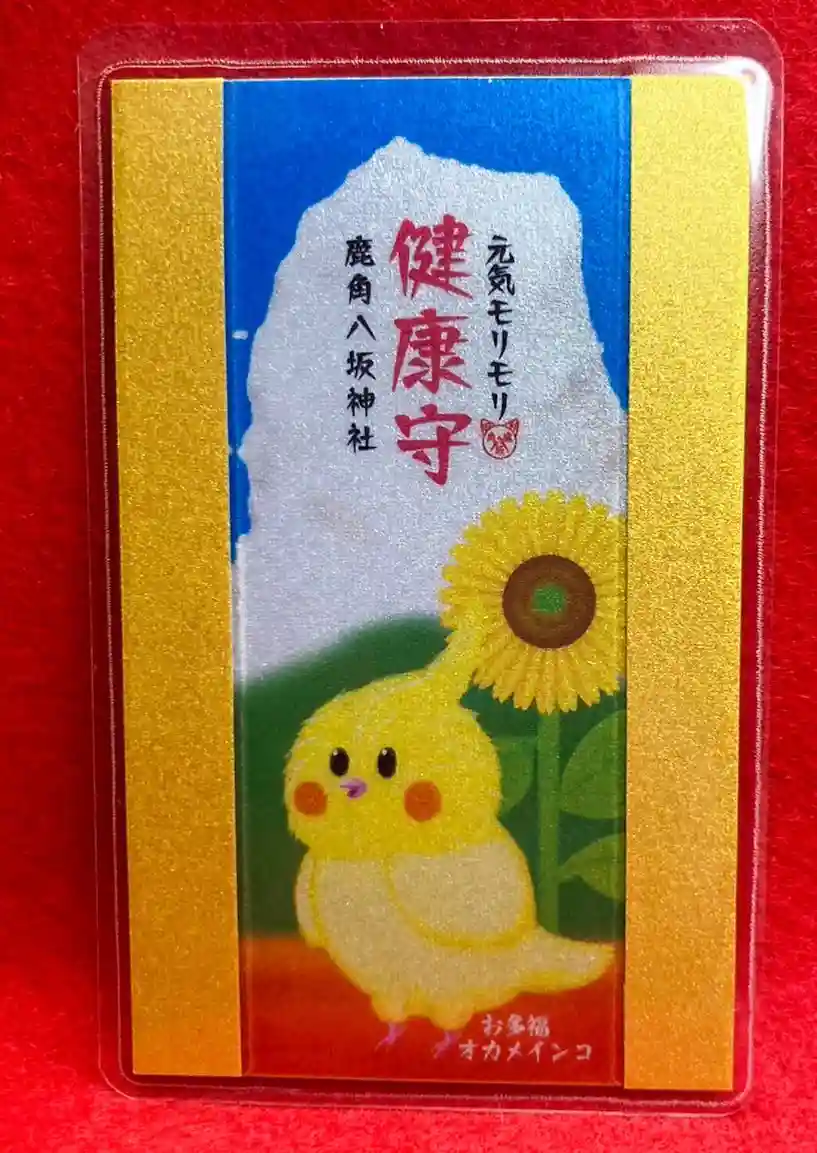 元気モリモリ
健康守
鹿角八坂神社
お多福
オカメインコ